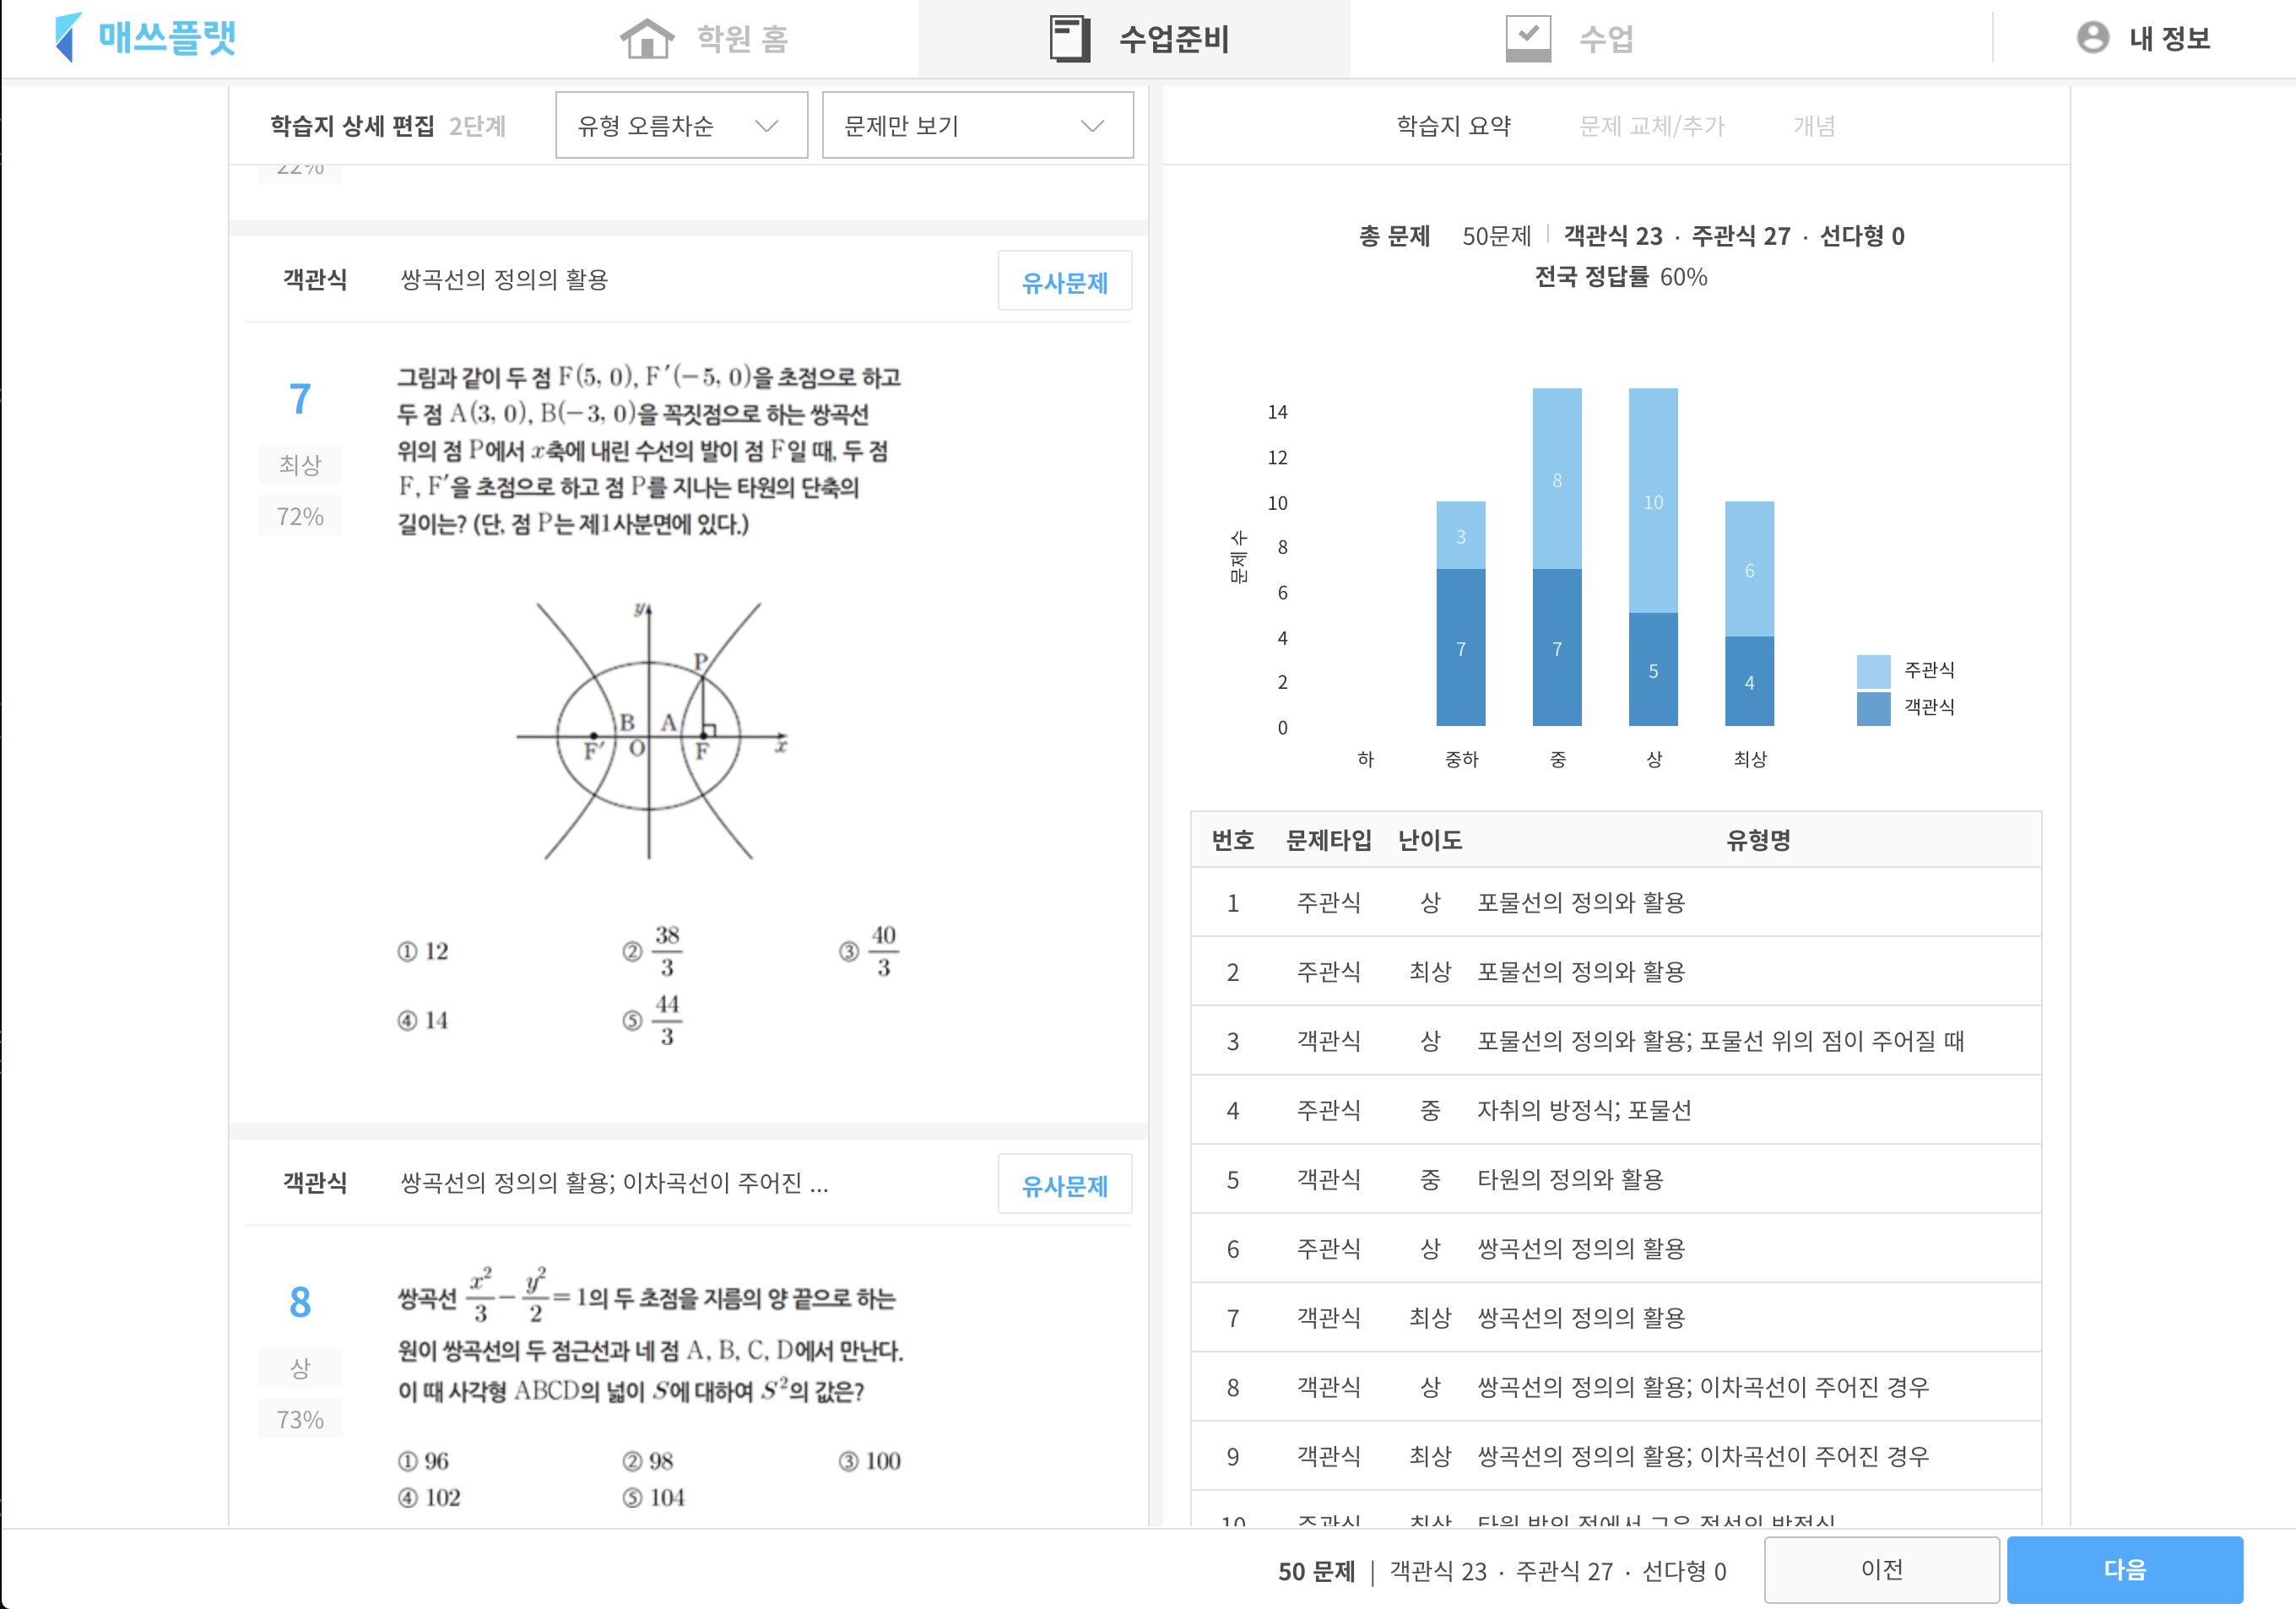 매쓰플랫
학원 홈
수업준비
수업
내 정보
학습지 상세 편집 2단계
유형 오름차순
문제만 보기
22%
객관식 쌍곡선의 정의의 활용
유사문제
7
최상
72%
그림과 같이 두 점 F(5, 0), F′(−5, 0)을 초점으로 하고
두 점 A(3, 0), B(−3, 0)을 꼭짓점으로 하는 쌍곡선
위의 점 P에서 x축에 내린 수선의 발이 점 F일 때, 두 점
F, F′을 초점으로 하고 점 P를 지나는 타원의 단축의
길이는? (단, 점 P는 제1사분면에 있다.)
y
P
B A
F′ O F x
① 12 ② 38/3 ③ 40/3
④ 14 ⑤ 44/3
객관식 쌍곡선의 정의의 활용; 이차곡선이 주어진 ...
유사문제
8
상
73%
쌍곡선 x²/3 − y²/2 = 1의 두 초점을 지름의 양 끝으로 하는
원이 쌍곡선의 두 점근선과 네 점 A, B, C, D에서 만난다.
이 때 사각형 ABCD의 넓이 S에 대하여 S²의 값은?
① 96 ② 98 ③ 100
④ 102 ⑤ 104
학습지 요약 문제 교체/추가 개념
총 문제 50문제 객관식 23 · 주관식 27 · 선다형 0
전국 정답률 60%
문제 수
14
12
10
8
6
4
2
0
3 8 10 6
7 7 5 4
하 중하 중 상 최상
주관식
객관식
번호 문제타입 난이도 유형명
1 주관식 상 포물선의 정의와 활용
2 주관식 최상 포물선의 정의와 활용
3 객관식 상 포물선의 정의와 활용; 포물선 위의 점이 주어질 때
4 주관식 중 자취의 방정식; 포물선
5 객관식 중 타원의 정의와 활용
6 주관식 상 쌍곡선의 정의의 활용
7 객관식 최상 쌍곡선의 정의의 활용
8 객관식 상 쌍곡선의 정의의 활용; 이차곡선이 주어진 경우
9 객관식 최상 쌍곡선의 정의의 활용; 이차곡선이 주어진 경우
10 주관식 최상 타원 밖의 점에서 그은 접선의 방정식
50 문제 | 객관식 23 · 주관식 27 · 선다형 0
이전
다음